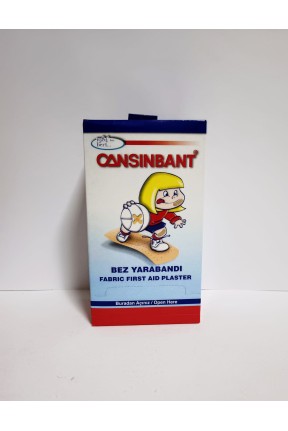 CANSINBANT
BEZ YARABANDI
FABRIC FIRST AID PLASTER
Buradan Açınız / Open Here